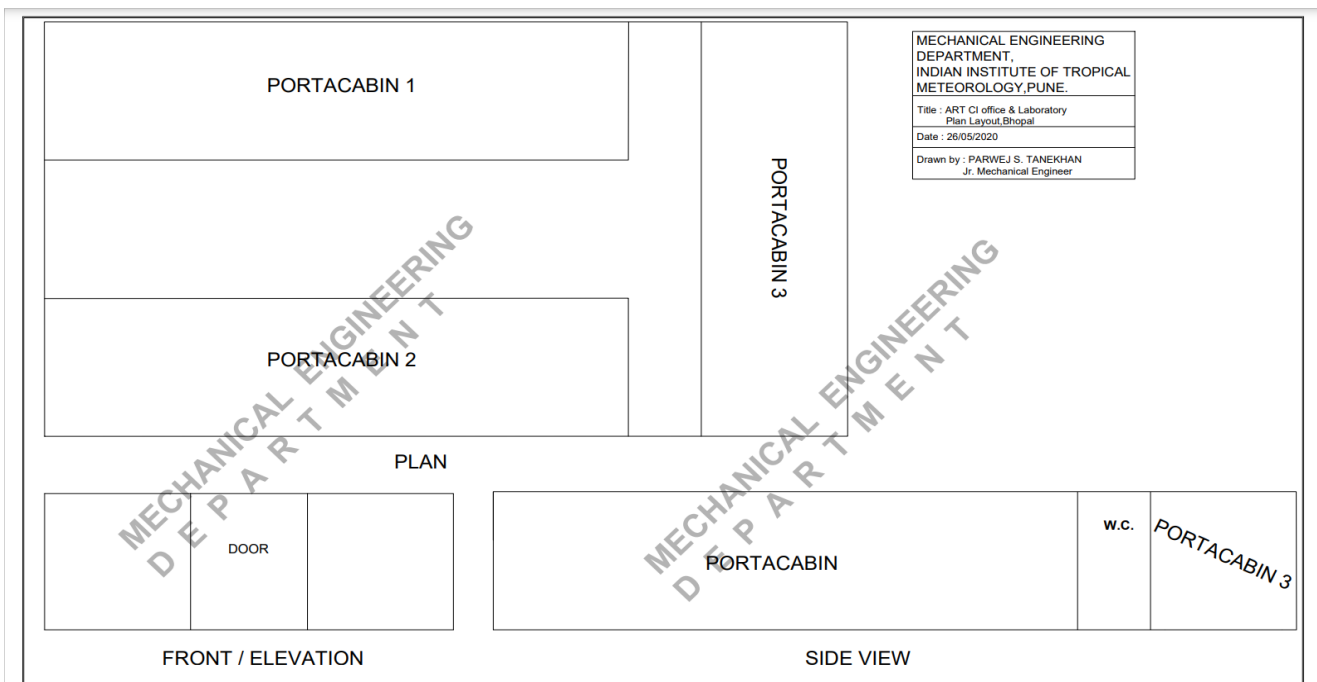 PORTACABIN 1
PORTACABIN 3
PORTACABIN 2
PLAN
MECHANICAL ENGINEERING
DEPARTMENT,
INDIAN INSTITUTE OF TROPICAL
METEOROLOGY,PUNE.
Title : ART CI office & Laboratory
Plan Layout,Bhopal
Date : 26/05/2020
Drawn by : PARWEJ S. TANEKHAN
Jr. Mechanical Engineer
MECHANICAL ENGINEERING
DEPARTMENT
MECHANICAL ENGINEERING
DEPARTMENT
DOOR
FRONT / ELEVATION
PORTACABIN
W.C.
PORTACABIN 3
SIDE VIEW